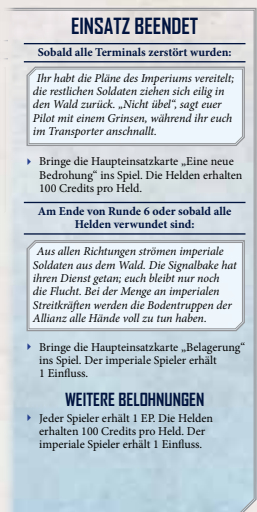 EINSATZ BEENDET
Sobald alle Terminals zerstört wurden:
Ihr habt die Pläne des Imperiums vereitelt;
die restlichen Soldaten ziehen sich eilig in
den Wald zurück. „Nicht übel“, sagt euer
Pilot mit einem Grinsen, während ihr euch
im Transporter anschnallt.
‣ Bringe die Haupteinsatzkarte „Eine neue
Bedrohung“ ins Spiel. Die Helden erhalten
100 Credits pro Held.
Am Ende von Runde 6 oder sobald alle
Helden verwundet sind:
Aus allen Richtungen strömen imperiale
Soldaten aus dem Wald. Die Signalbake hat
ihren Dienst getan; euch bleibt nur noch
die Flucht. Bei der Menge an imperialen
Streitkräften werden die Bodentruppen der
Allianz alle Hände voll zu tun haben.
‣ Bringe die Haupteinsatzkarte „Belagerung“
ins Spiel. Der imperiale Spieler erhält
1 Einfluss.
WEITERE BELOHNUNGEN
‣ Jeder Spieler erhält 1 EP. Die Helden
erhalten 100 Credits pro Held. Der
imperiale Spieler erhält 1 Einfluss.